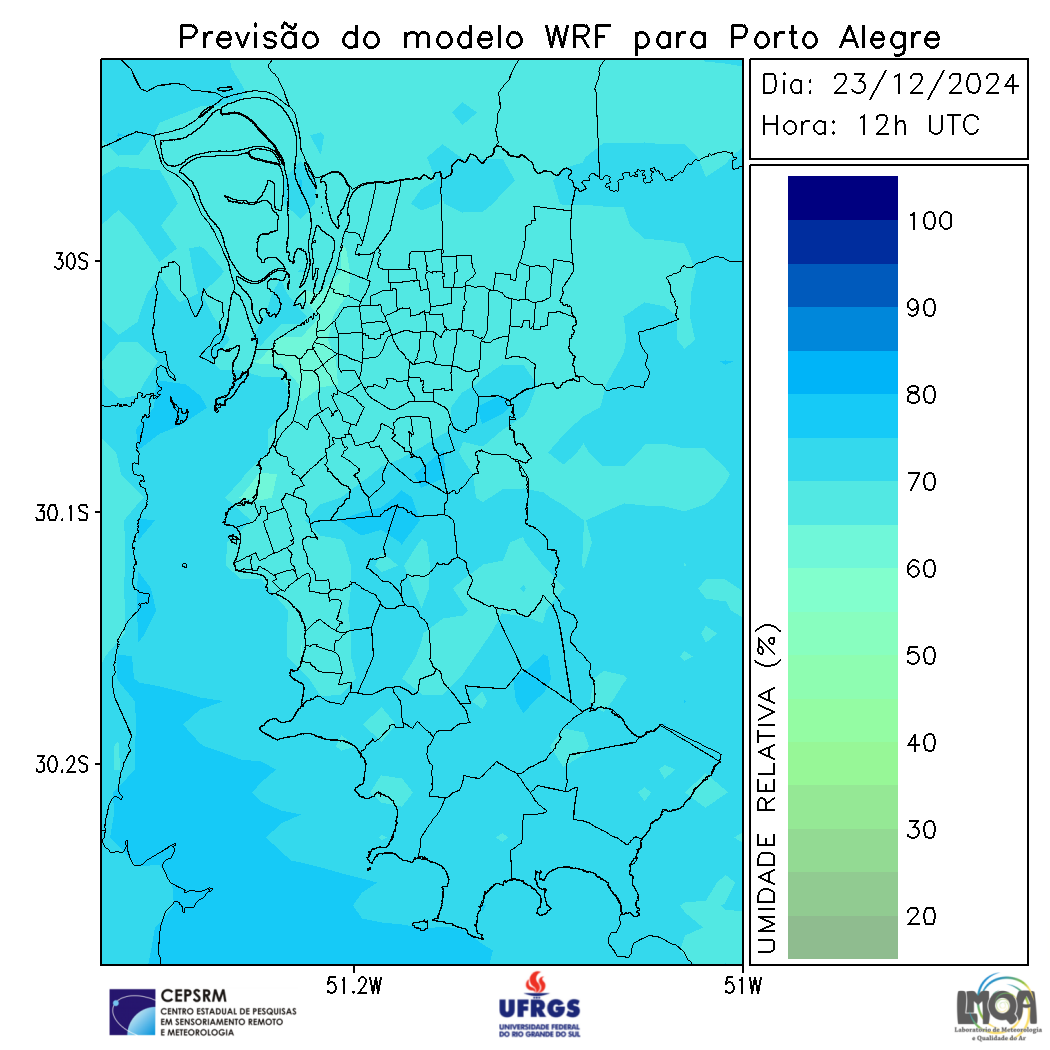 Previsão do modelo WRF para Porto Alegre
Dia: 23/12/2024
Hora: 12h UTC
100
90
80
70
60
50
40
30
20
UMIDADE RELATIVA (%)
30S
30.1S
30.2S
51.2W
51W
CEPSRM
CENTRO ESTADUAL DE PESQUISAS
EM SENSORIAMENTO REMOTO
E METEOROLOGIA
UFRGS
UNIVERSIDADE FEDERAL
DO RIO GRANDE DO SUL
LMQA
Laboratório de Meteorologia
e Qualidade do Ar